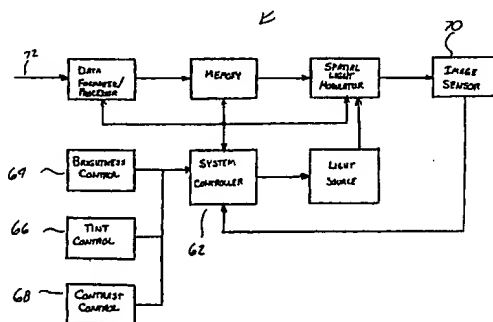 70
72
DATA
FORMATTER/
PROCESSOR
MEMORY
SPATIAL
LIGHT
MODULATOR
IMAGE
SENSOR
64
BRIGHTNESS
CONTROL
SYSTEM
CONTROLLER
LIGHT
SOURCE
66
TINT
CONTROL
62
68
CONTRAST
CONTROL